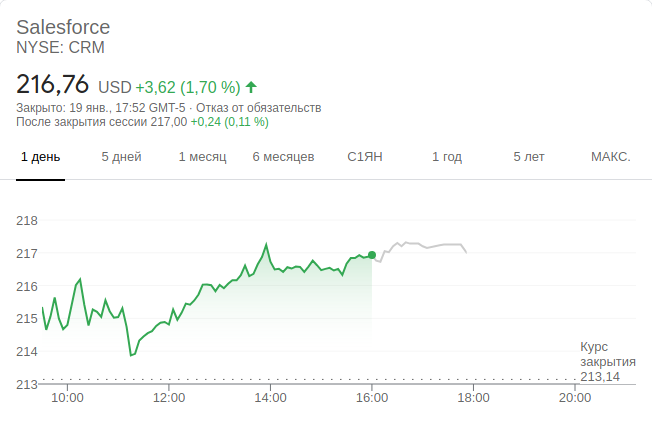 Salesforce
NYSE: CRM
216,76 USD +3,62 (1,70 %)
Закрыто: 19 янв., 17:52 GMT-5 · Отказ от обязательств
После закрытия сессии 217,00 +0,24 (0,11 %)
1 день 5 дней 1 месяц 6 месяцев С1ЯН 1 год 5 лет МАКС.
218
217
216
215
214
213
Курс
закрытия
213,14
10:00 12:00 14:00 16:00 18:00 20:00